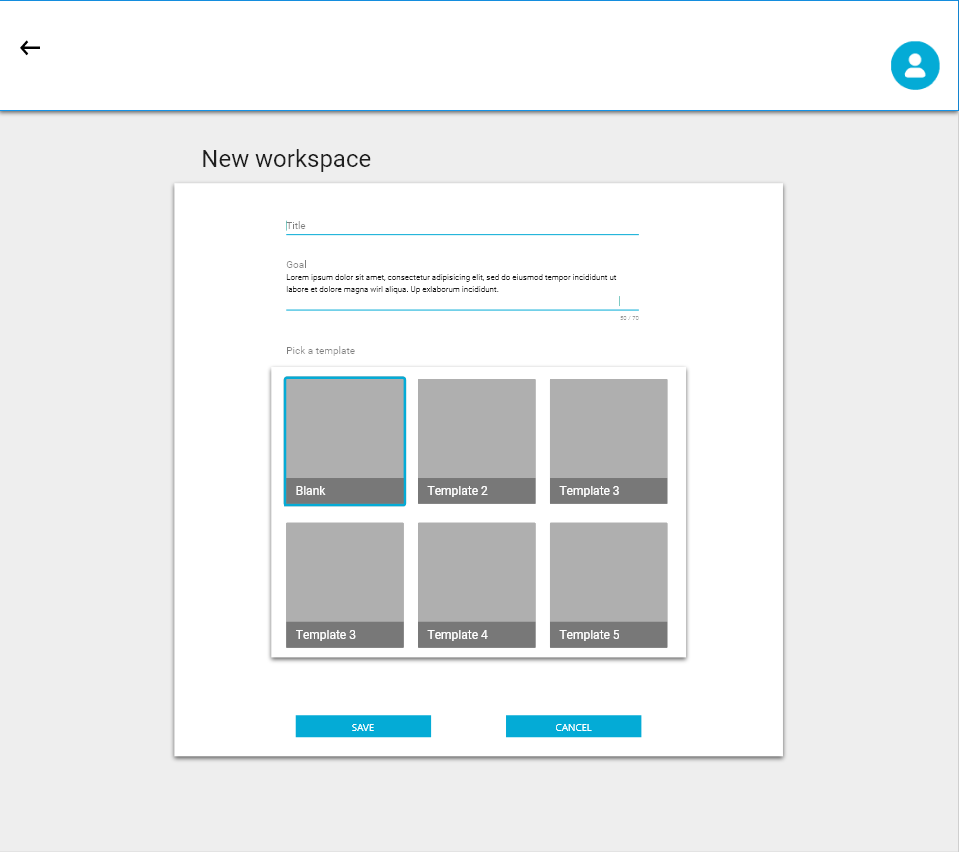 New workspace
Title
Goal
Lorem ipsum dolor sit amet, consectetur adipisicing elit, sed do eiusmod tempor incididunt ut
labore et dolore magna wirl aliqua. Up exlaborum incididunt.
50 / 70
Pick a template
Blank
Template 2
Template 3
Template 3
Template 4
Template 5
SAVE
CANCEL